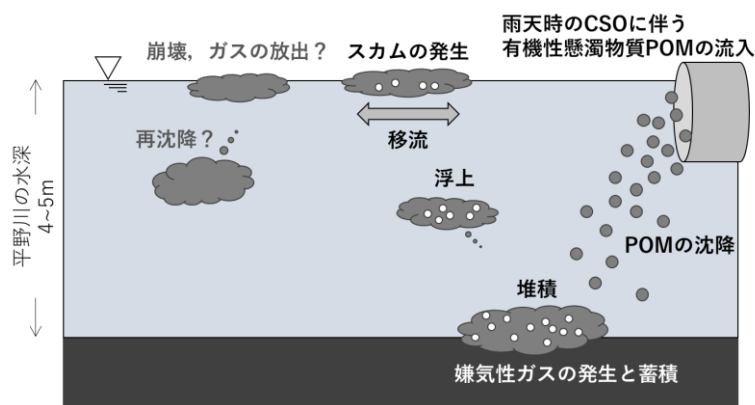 雨天時のCSOに伴う
有機性懸濁物質POMの流入
崩壊，ガスの放出？
スカムの発生
移流
再沈降？
浮上
平野川の水深
4~5m
POMの沈降
堆積
嫌気性ガスの発生と蓄積